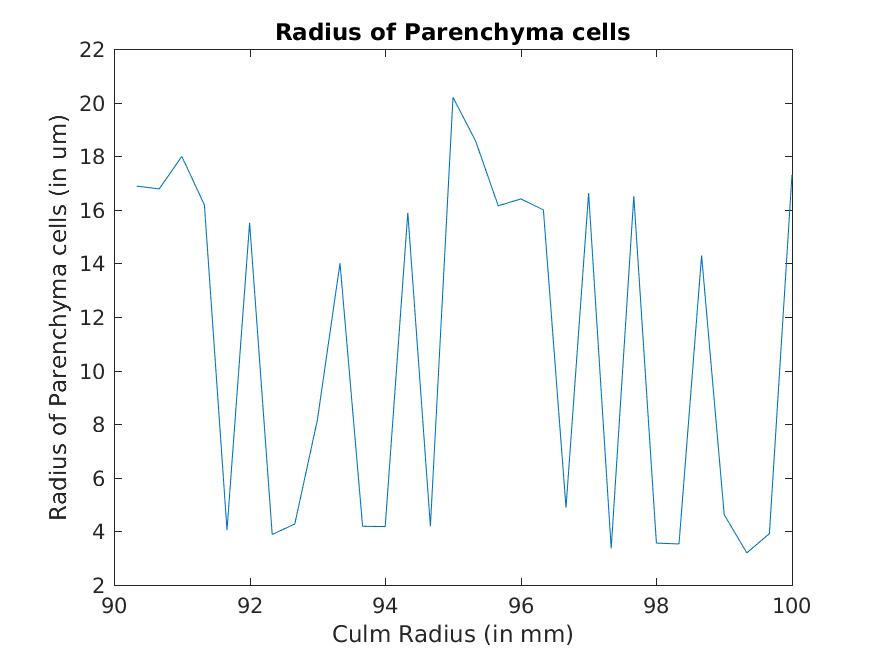 Radius of Parenchyma cells
22
20
18
16
14
12
10
8
6
4
2
Radius of Parenchyma cells (in um)
90 92 94 96 98 100
Culm Radius (in mm)